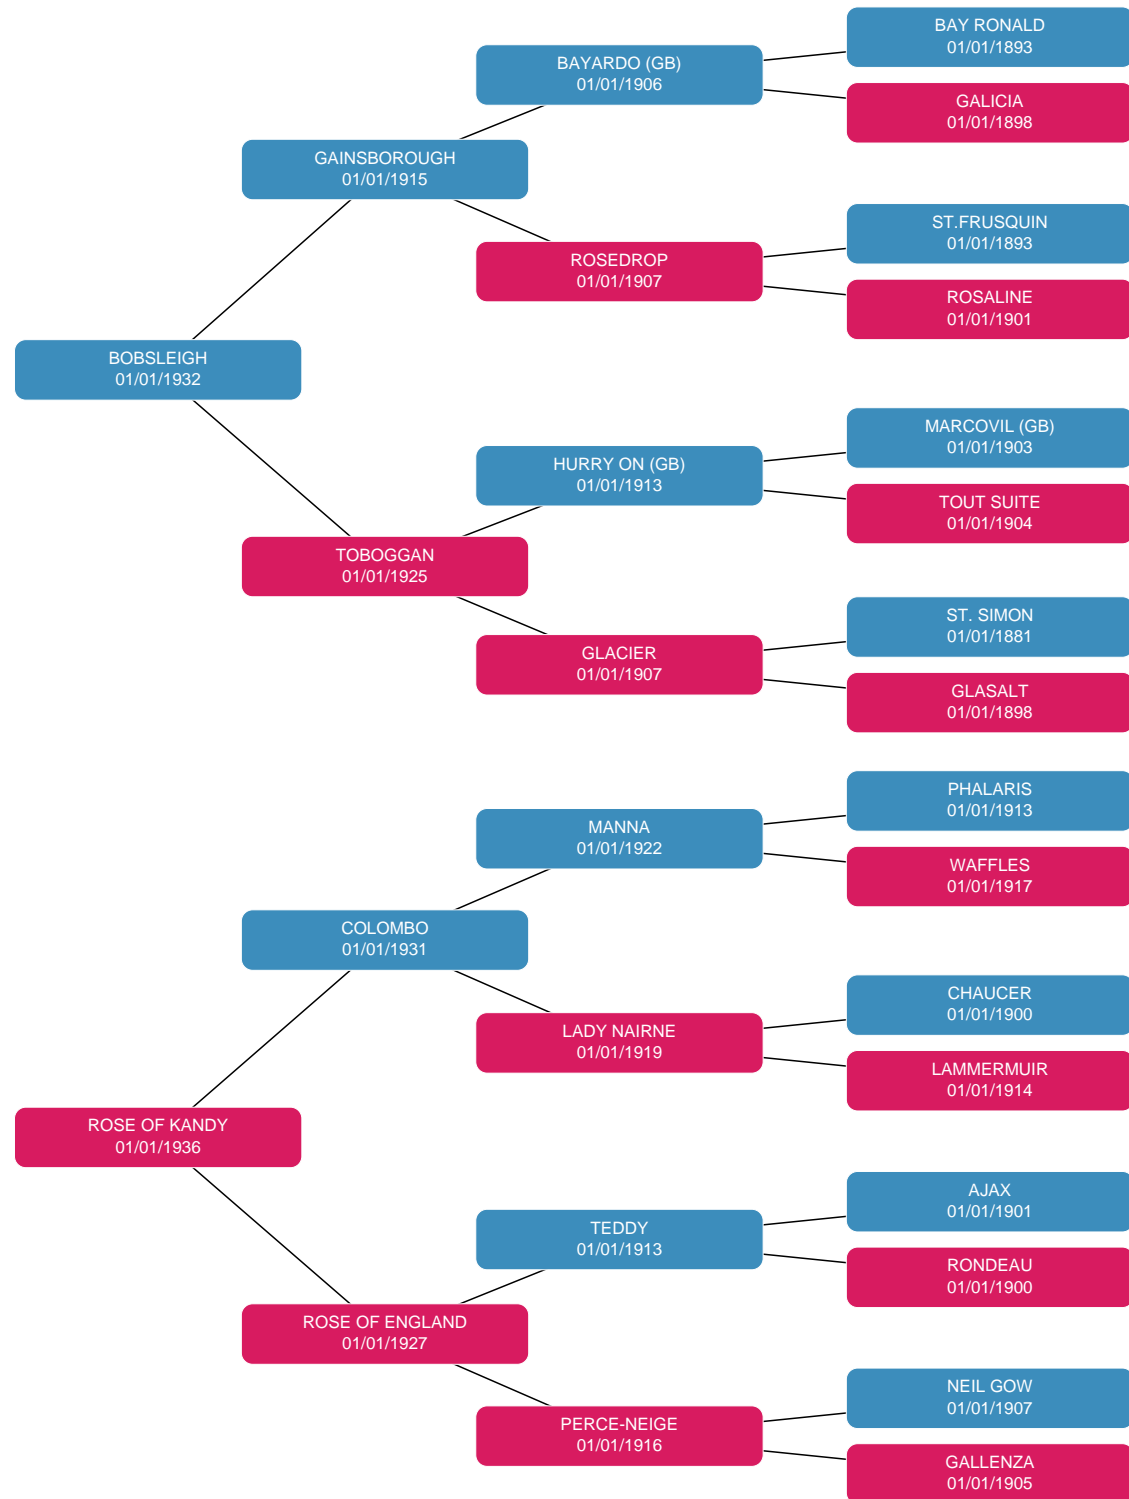 BAY RONALD
01/01/1893
BAYARDO (GB)
01/01/1906
GALICIA
01/01/1898
GAINSBOROUGH
01/01/1915
ST.FRUSQUIN
01/01/1893
ROSEDROP
01/01/1907
ROSALINE
01/01/1901
BOBSLEIGH
01/01/1932
MARCOVIL (GB)
01/01/1903
HURRY ON (GB)
01/01/1913
TOUT SUITE
01/01/1904
TOBOGGAN
01/01/1925
ST. SIMON
01/01/1881
GLACIER
01/01/1907
GLASALT
01/01/1898
PHALARIS
01/01/1913
MANNA
01/01/1922
WAFFLES
01/01/1917
COLOMBO
01/01/1931
CHAUCER
01/01/1900
LADY NAIRNE
01/01/1919
LAMMERMUIR
01/01/1914
ROSE OF KANDY
01/01/1936
AJAX
01/01/1901
TEDDY
01/01/1913
RONDEAU
01/01/1900
ROSE OF ENGLAND
01/01/1927
NEIL GOW
01/01/1907
PERCE-NEIGE
01/01/1916
GALLENZA
01/01/1905